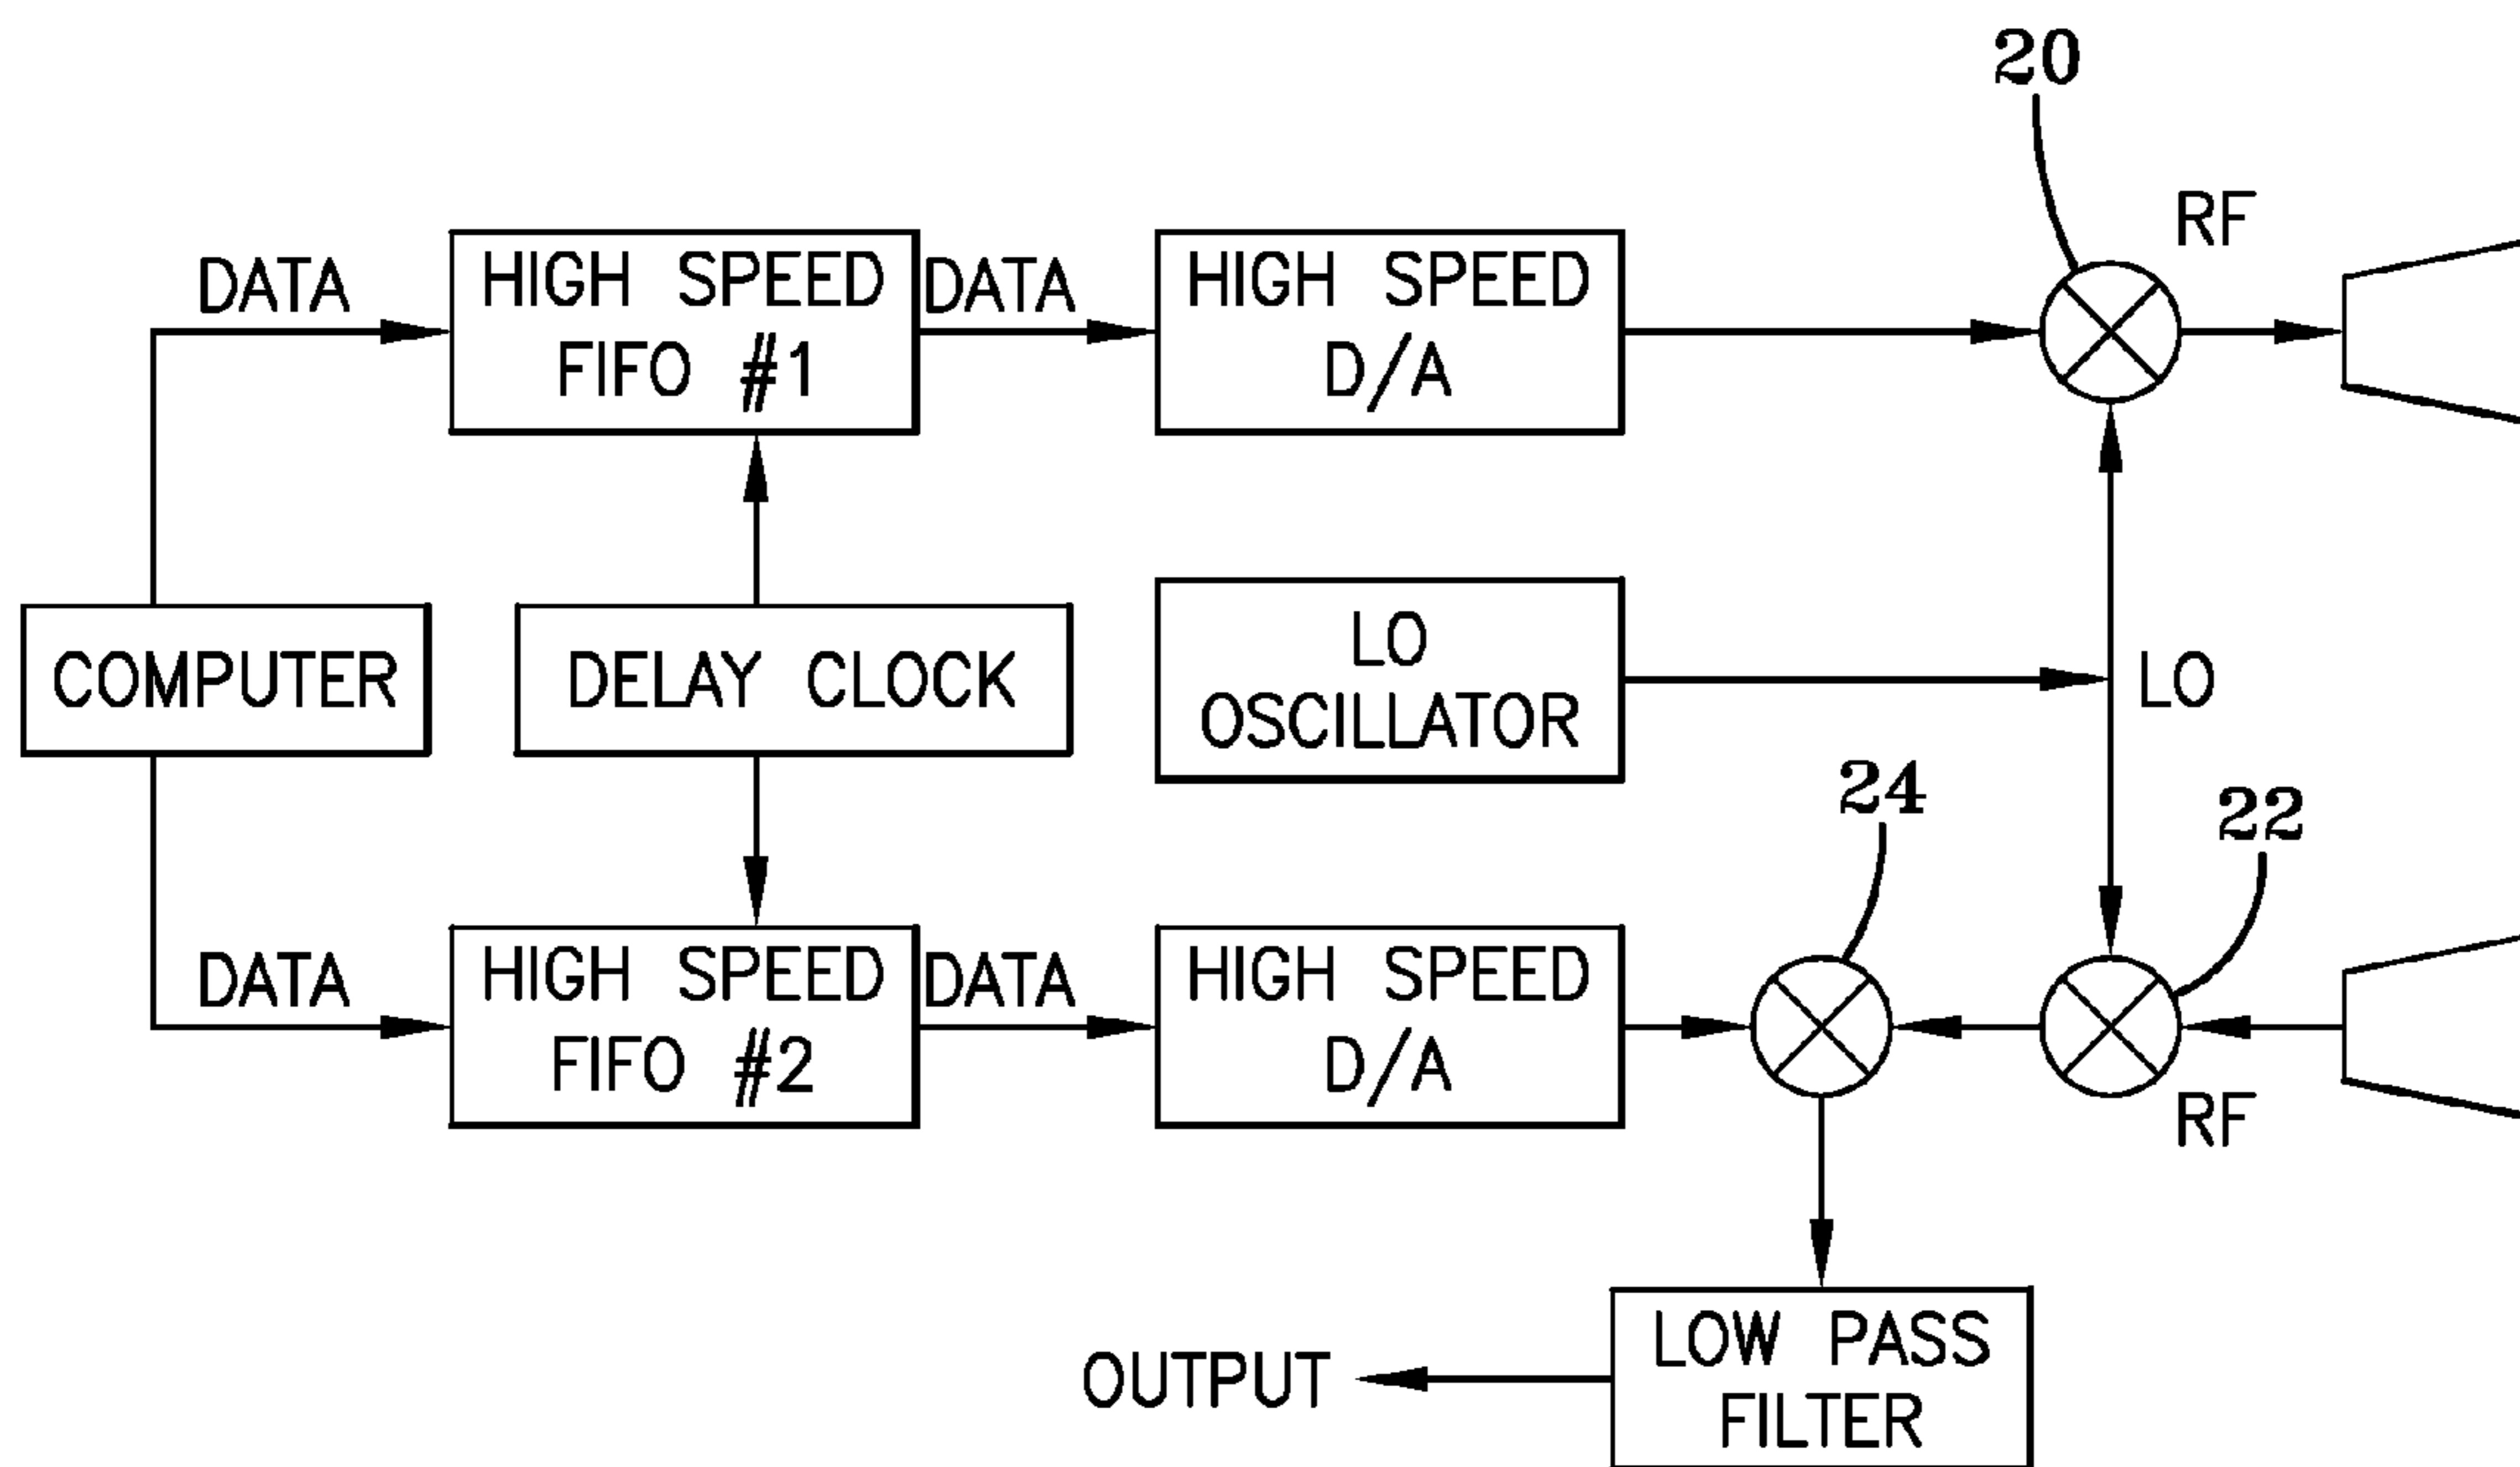 20
RF
DATA
HIGH SPEED
FIFO #1
DATA
HIGH SPEED
D/A
COMPUTER
DELAY CLOCK
LO
OSCILLATOR
LO
24
22
DATA
HIGH SPEED
FIFO #2
DATA
HIGH SPEED
D/A
RF
LOW PASS
FILTER
OUTPUT